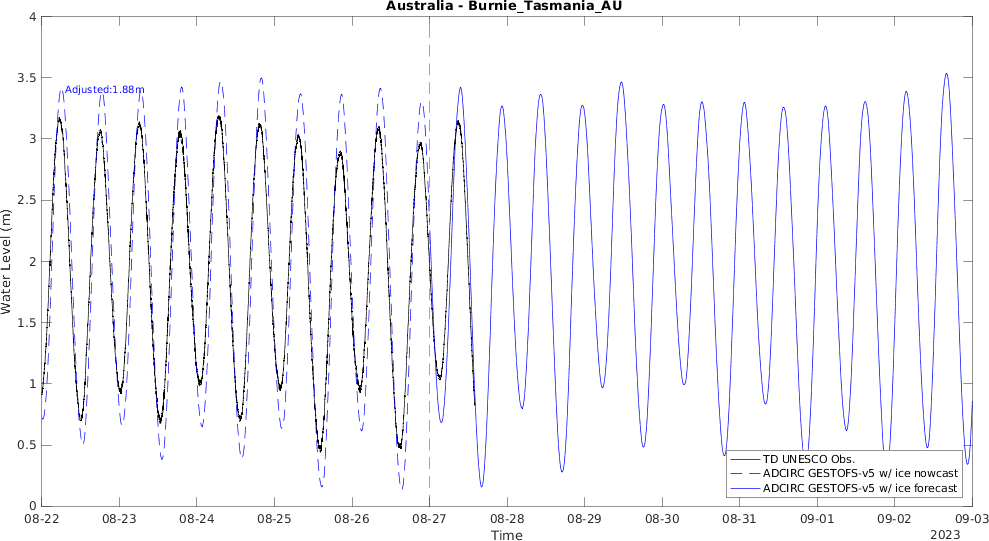 Australia - Burnie_Tasmania_AU
4
3.5
3
2.5
2
1.5
1
0.5
0
Water Level (m)
Adjusted:1.88m
TD UNESCO Obs.
ADCIRC GESTOFS-v5 w/ ice nowcast
ADCIRC GESTOFS-v5 w/ ice forecast
08-22 08-23 08-24 08-25 08-26 08-27 08-28 08-29 08-30 08-31 09-01 09-02 09-03
Time
2023